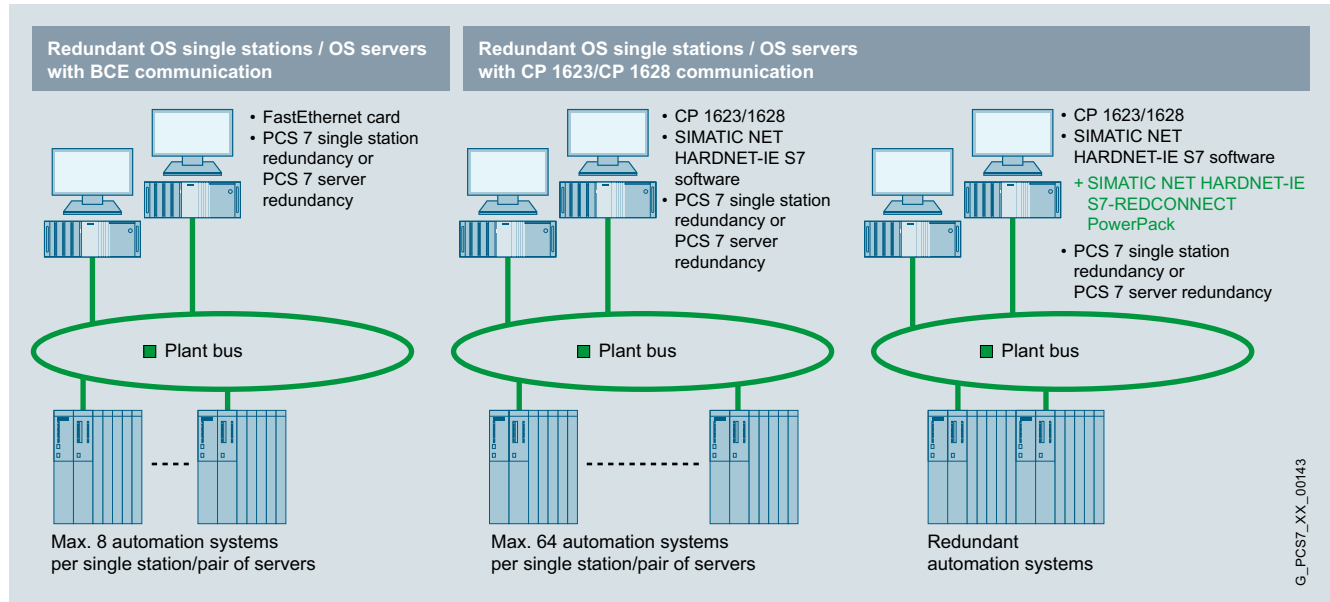 Redundant OS single stations / OS servers
with BCE communication
Redundant OS single stations / OS servers
with CP 1623/CP 1628 communication
• FastEthernet card
• PCS 7 single station
redundancy or
PCS 7 server
redundancy
• CP 1623/1628
• SIMATIC NET
HARDNET-IE S7
software
• PCS 7 single station
redundancy or
PCS 7 server
redundancy
• CP 1623/1628
• SIMATIC NET
HARDNET-IE S7 software
+ SIMATIC NET HARDNET-IE
S7-REDCONNECT
PowerPack
• PCS 7 single station
redundancy or
PCS 7 server redundancy
Plant bus
Plant bus
Plant bus
Max. 8 automation systems
per single station/pair of servers
Max. 64 automation systems
per single station/pair of servers
Redundant
automation systems
G_PCS7_XX_00143